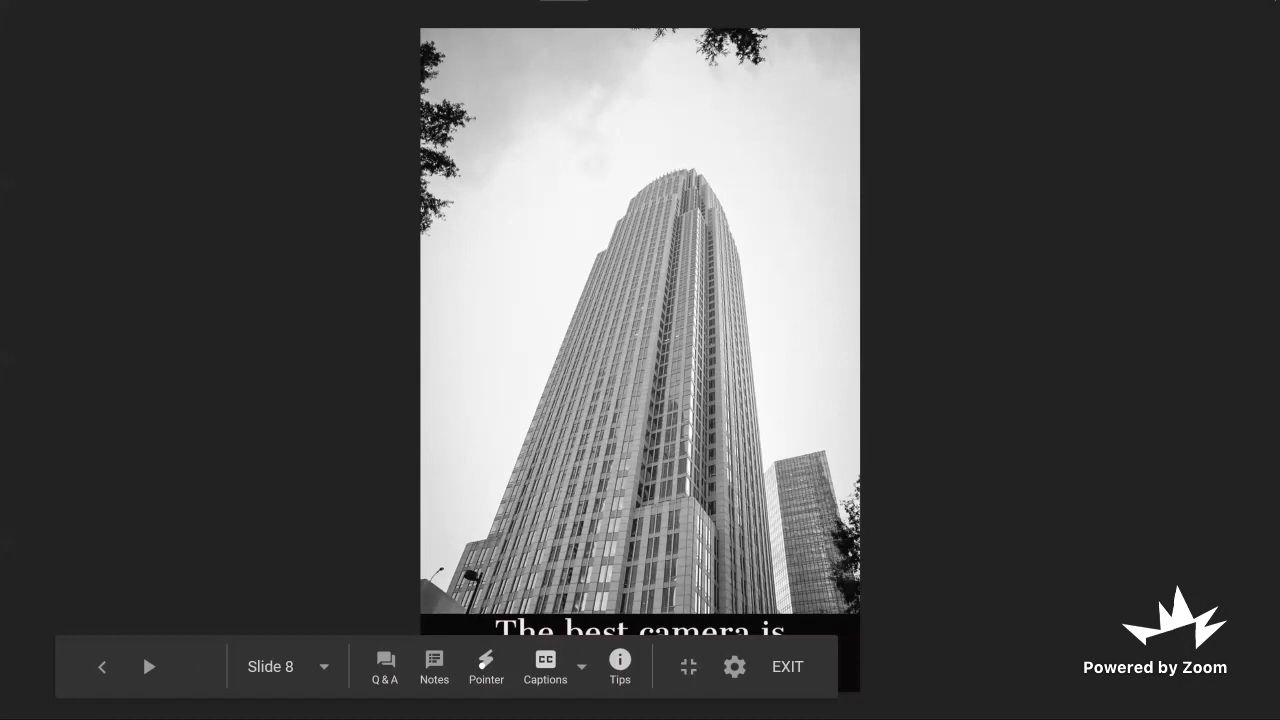 The best camera is
Slide 8
Q & A
Notes
Pointer
CC
Captions
Tips
EXIT
Powered by Zoom